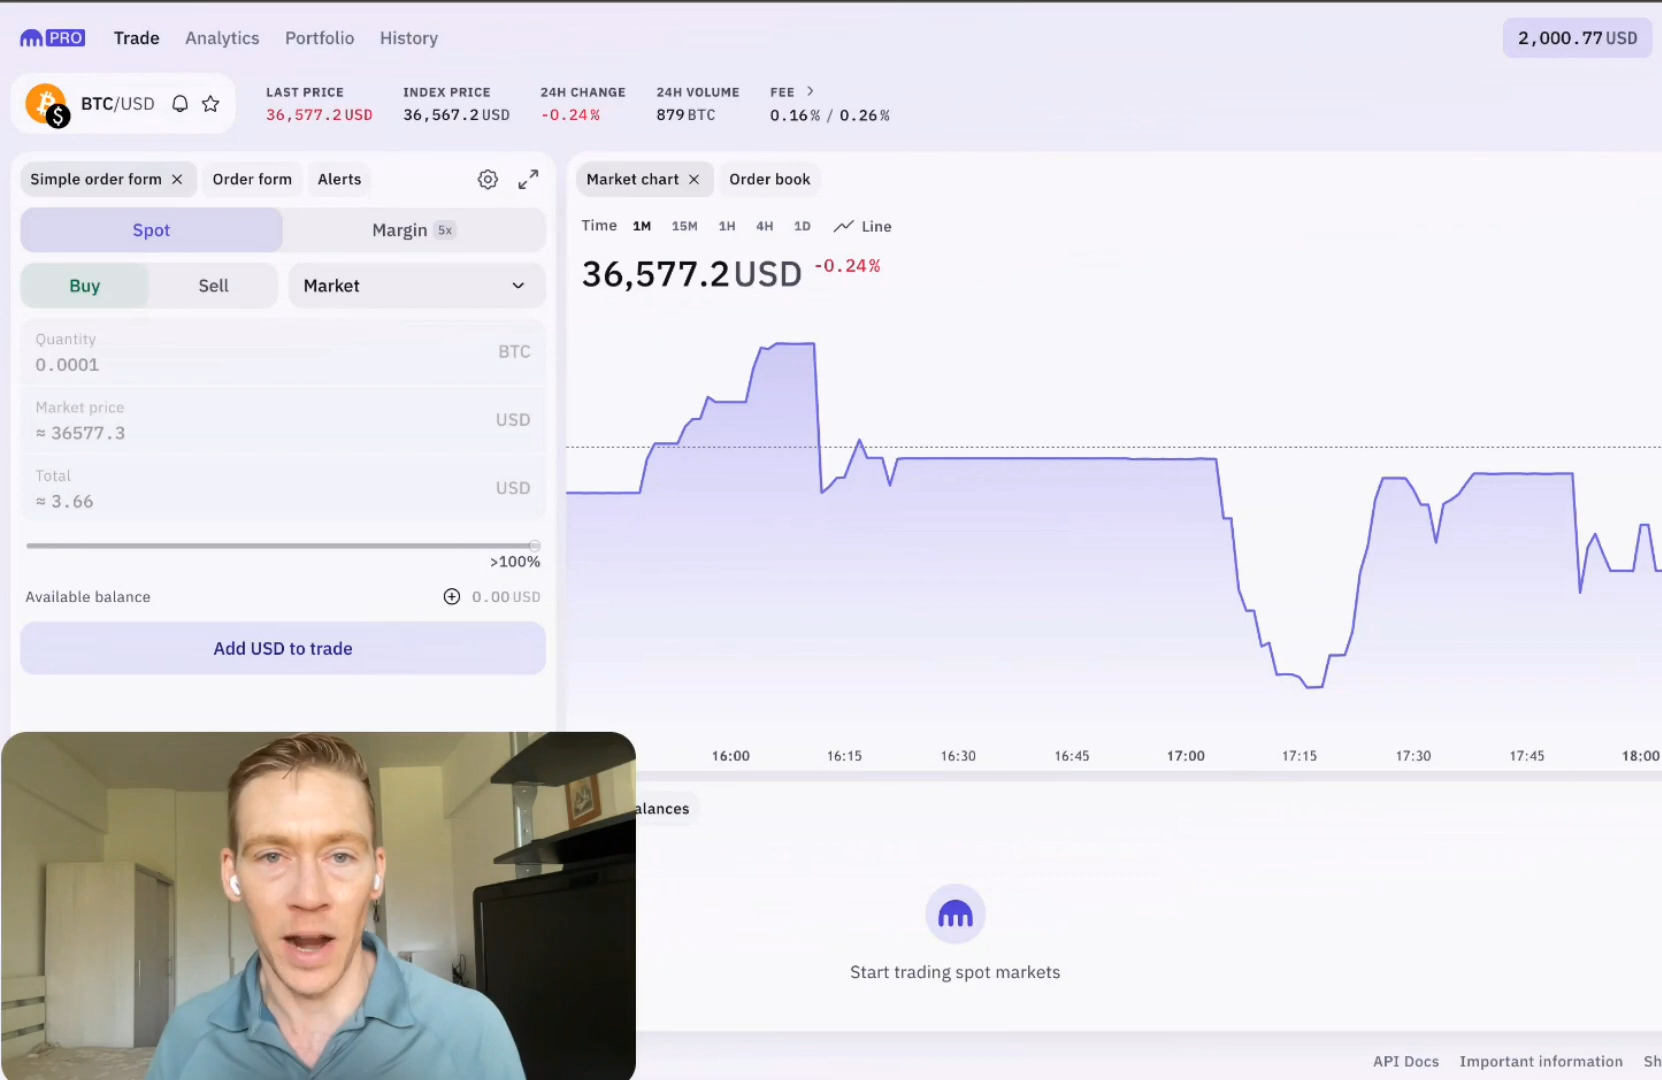 PRO Trade Analytics Portfolio History 2,000.77 USD
BTC/USD
LAST PRICE INDEX PRICE 24H CHANGE 24H VOLUME FEE >
36,577.2 USD 36,567.2 USD -0.24% 879 BTC 0.16% / 0.26%
Simple order form × Order form Alerts
Spot Margin 5x
Buy Sell Market
Quantity
0.0001 BTC
Market price
≈ 36577.3 USD
Total
≈ 3.66 USD
>100%
Available balance 0.00 USD
Add USD to trade
Market chart × Order book
Time 1M 15M 1H 4H 1D Line
36,577.2 USD -0.24%
16:00 16:15 16:30 16:45 17:00 17:15 17:30 17:45 18:00
alances
Start trading spot markets
API Docs Important information Sh